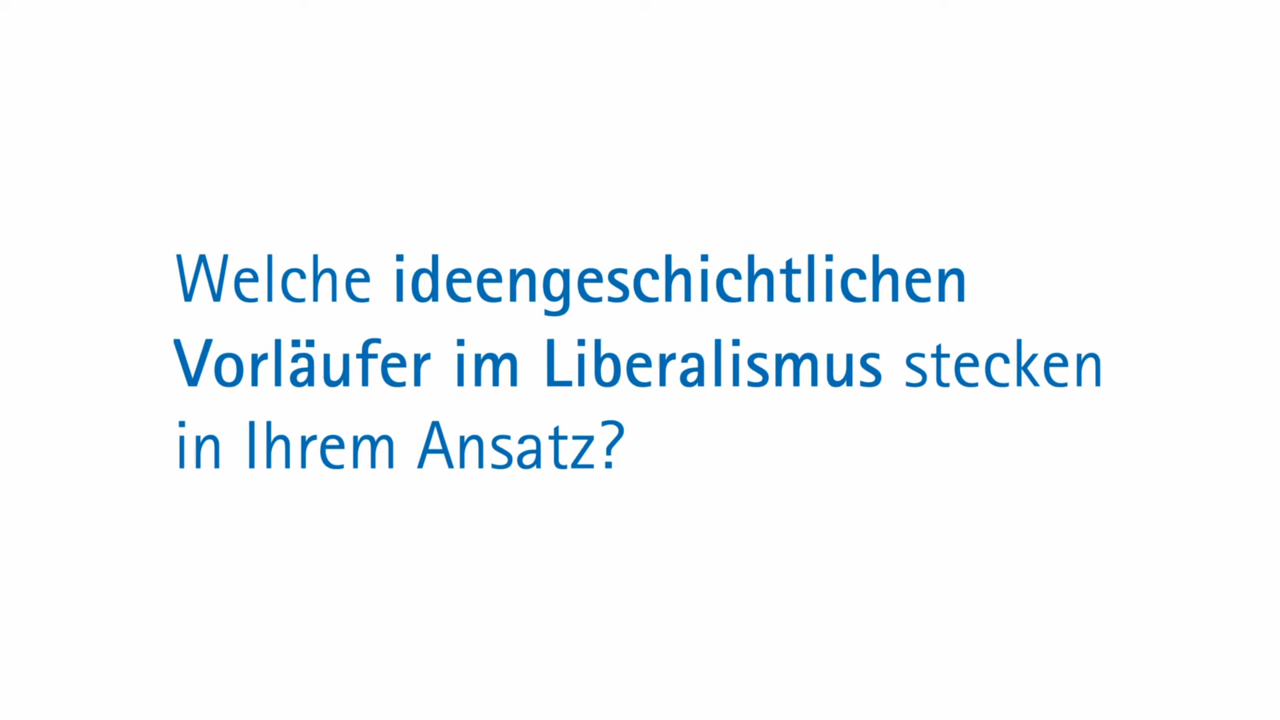 Welche ideengeschichtlichen
Vorläufer im Liberalismus stecken
in Ihrem Ansatz?